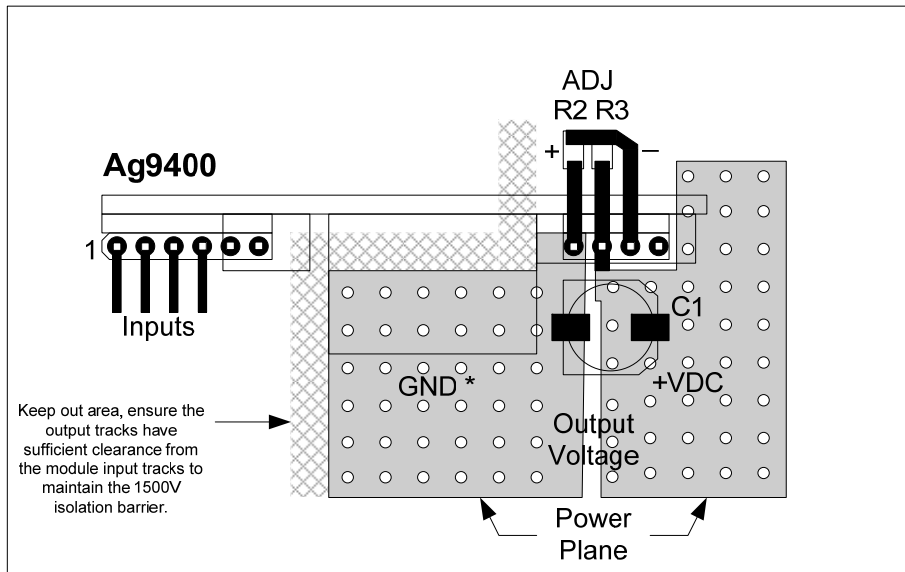 ADJ
R2 R3
+ –
Ag9400
1
Inputs
C1
GND *
+VDC
Output
Voltage
Keep out area, ensure the
output tracks have
sufficient clearance from
the module input tracks to
maintain the 1500V
isolation barrier.
Power
Plane